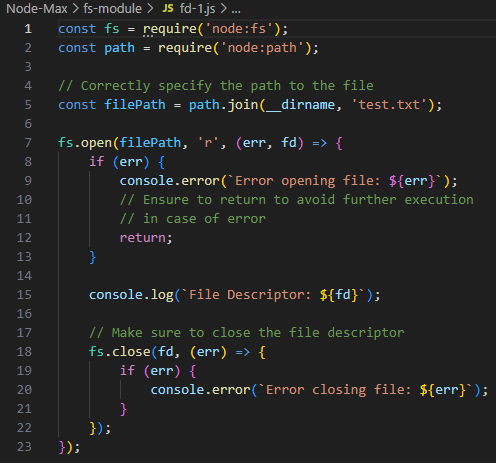 Node-Max > fs-module > JS fd-1.js > ...
1 const fs = require('node:fs');
2 const path = require('node:path');
3
4 // Correctly specify the path to the file
5 const filePath = path.join(__dirname, 'test.txt');
6
7 fs.open(filePath, 'r', (err, fd) => {
8     if (err) {
9         console.error(`Error opening file: ${err}`);
10         // Ensure to return to avoid further execution
11         // in case of error
12         return;
13     }
14
15     console.log(`File Descriptor: ${fd}`);
16
17     // Make sure to close the file descriptor
18     fs.close(fd, (err) => {
19         if (err) {
20             console.error(`Error closing file: ${err}`);
21         }
22     });
23 });